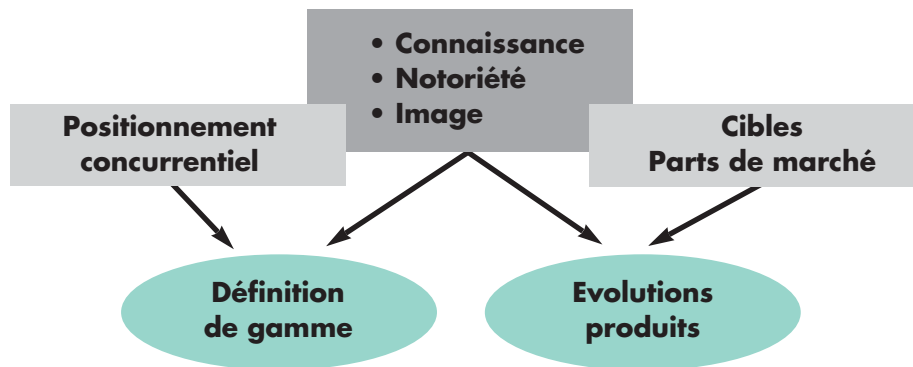 • Connaissance
• Notoriété
• Image
Positionnement
concurrentiel
Cibles
Parts de marché
Définition
de gamme
Evolutions
produits